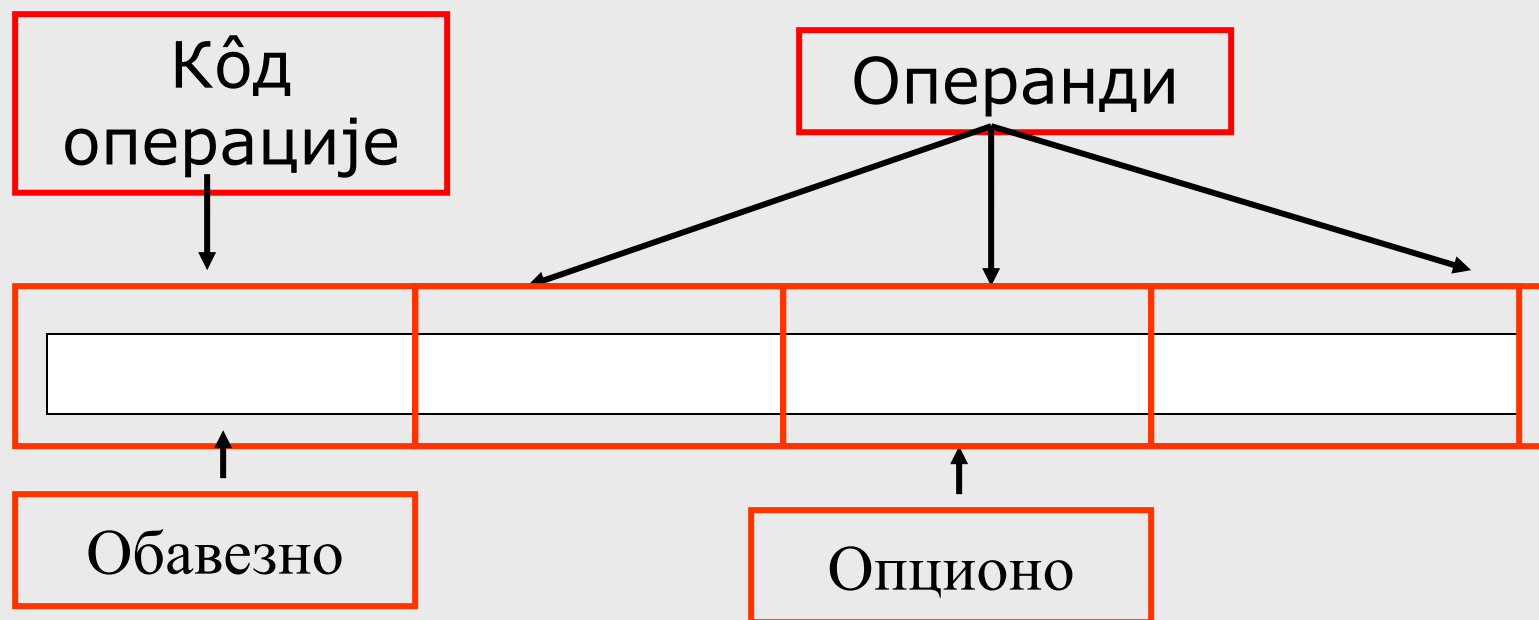 Кôд
операције
Операнди
Обавезно
Опционо